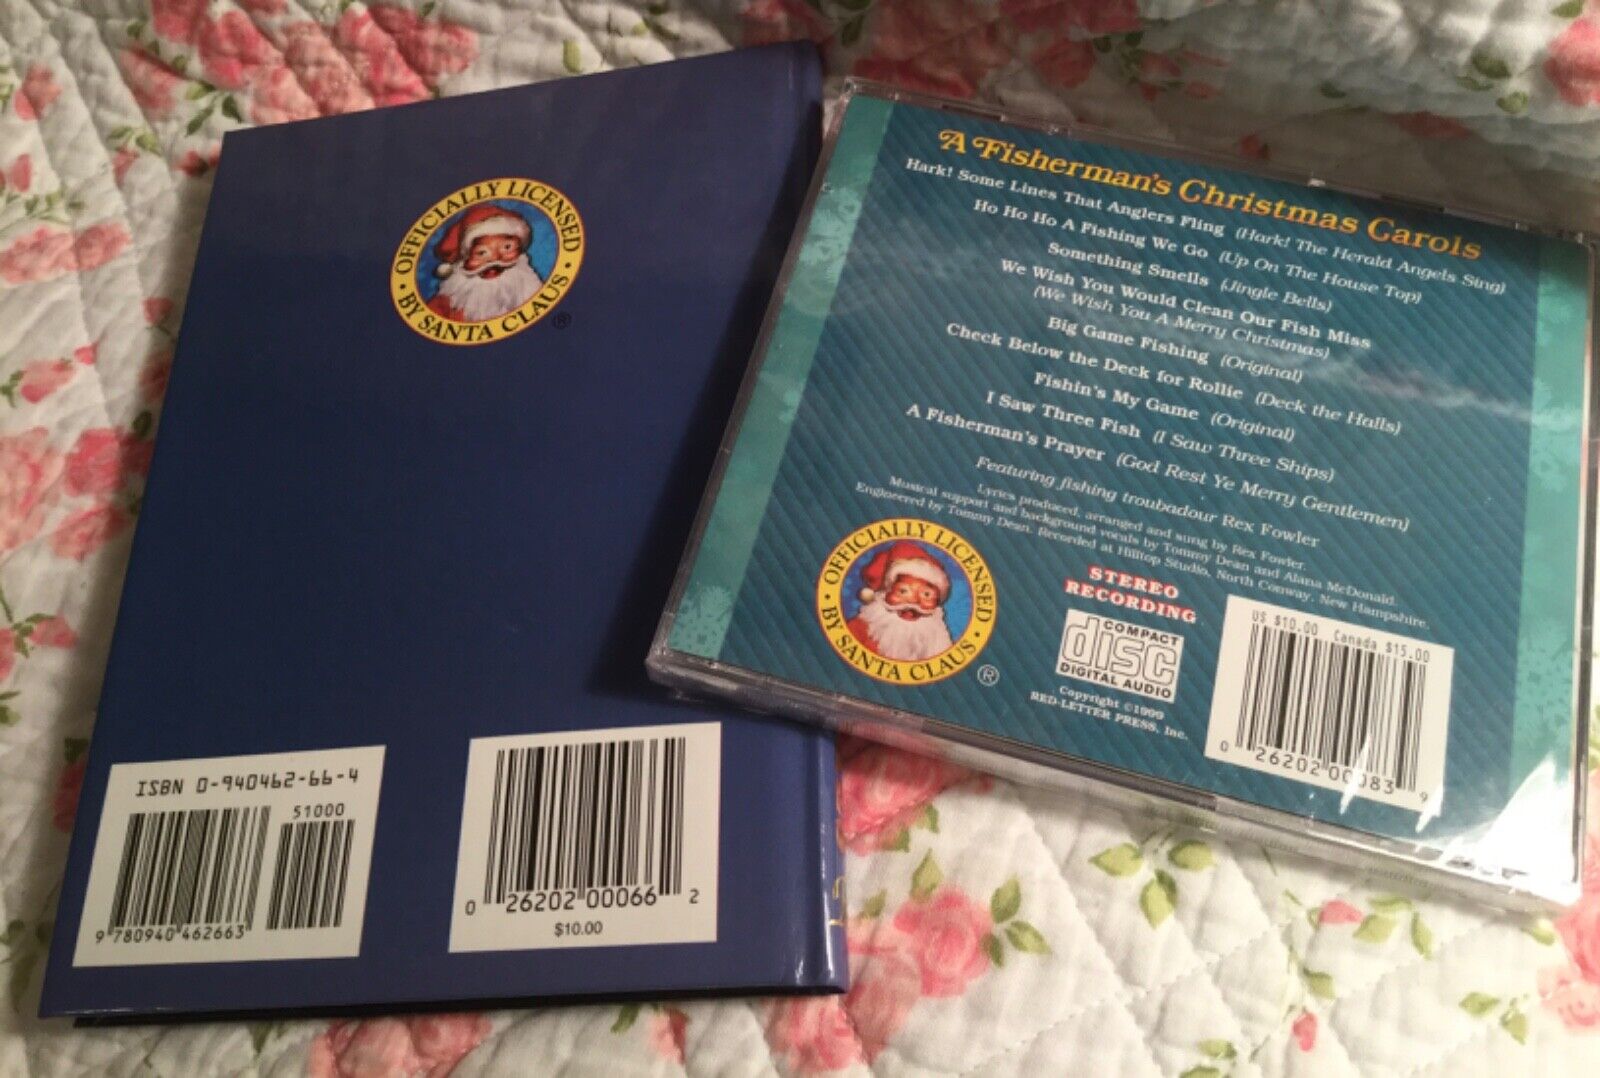 OFFICIALLY LICENSED
• BY SANTA CLAUS •
®
ISBN 0-940462-66-4
51000
9 780940 462663
0 26202 00066 2
$10.00
A Fisherman's Christmas Carols
Hark! Some Lines That Anglers Fling (Hark! The Herald Angels Sing)
Ho Ho Ho A Fishing We Go (Up On The House Top)
Something Smells (Jingle Bells)
We Wish You Would Clean Our Fish Miss
(We Wish You A Merry Christmas)
Big Game Fishing (Original)
Check Below the Deck for Rollie (Deck the Halls)
Fishin's My Game (Original)
I Saw Three Fish (I Saw Three Ships)
A Fisherman's Prayer (God Rest Ye Merry Gentlemen)
Featuring fishing troubadour Rex Fowler
Lyrics produced, arranged and sung by Rex Fowler.
Musical support and background vocals by Tommy Dean and Alana McDonald.
Engineered by Tommy Dean. Recorded at Hilltop Studio, North Conway, New Hampshire.
OFFICIALLY LICENSED
• BY SANTA CLAUS •
®
STEREO
RECORDING
COMPACT
disc
DIGITAL AUDIO
Copyright ©1999
RED-LETTER PRESS, Inc.
US $10.00 Canada $15.00
0 26202 00083 9